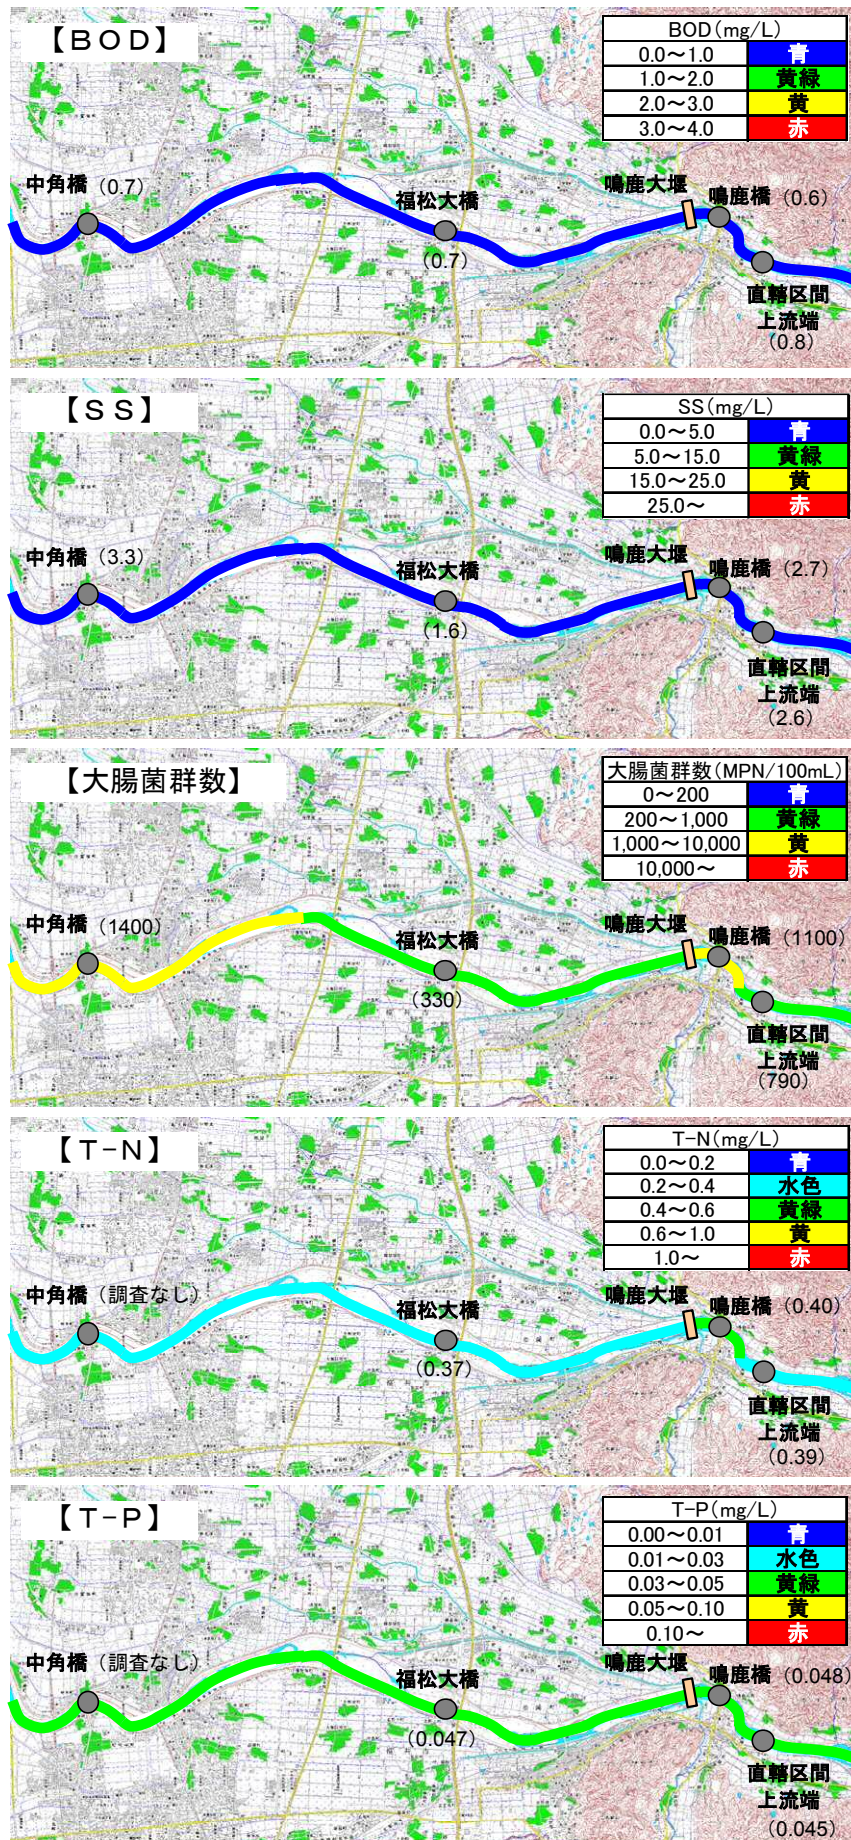 【ＢＯＤ】
BOD(mg/L)
0.0～1.0 青
1.0～2.0 黄緑
2.0～3.0 黄
3.0～4.0 赤
中角橋 (0.7)
福松大橋
(0.7)
鳴鹿大堰
鳴鹿橋 (0.6)
直轄区間
上流端
(0.8)
【ＳＳ】
SS(mg/L)
0.0～5.0 青
5.0～15.0 黄緑
15.0～25.0 黄
25.0～ 赤
中角橋 (3.3)
福松大橋
(1.6)
鳴鹿大堰
鳴鹿橋 (2.7)
直轄区間
上流端
(2.6)
【大腸菌群数】
大腸菌群数(MPN/100mL)
0～200 青
200～1,000 黄緑
1,000～10,000 黄
10,000～ 赤
中角橋 (1400)
福松大橋
(330)
鳴鹿大堰
鳴鹿橋 (1100)
直轄区間
上流端
(790)
【T-N】
T-N(mg/L)
0.0～0.2 青
0.2～0.4 水色
0.4～0.6 黄緑
0.6～1.0 黄
1.0～ 赤
中角橋 (調査なし)
福松大橋
(0.37)
鳴鹿大堰
鳴鹿橋 (0.40)
直轄区間
上流端
(0.39)
【T-P】
T-P(mg/L)
0.00～0.01 青
0.01～0.03 水色
0.03～0.05 黄緑
0.05～0.10 黄
0.10～ 赤
中角橋 (調査なし)
福松大橋
(0.047)
鳴鹿大堰
鳴鹿橋 (0.048)
直轄区間
上流端
(0.045)